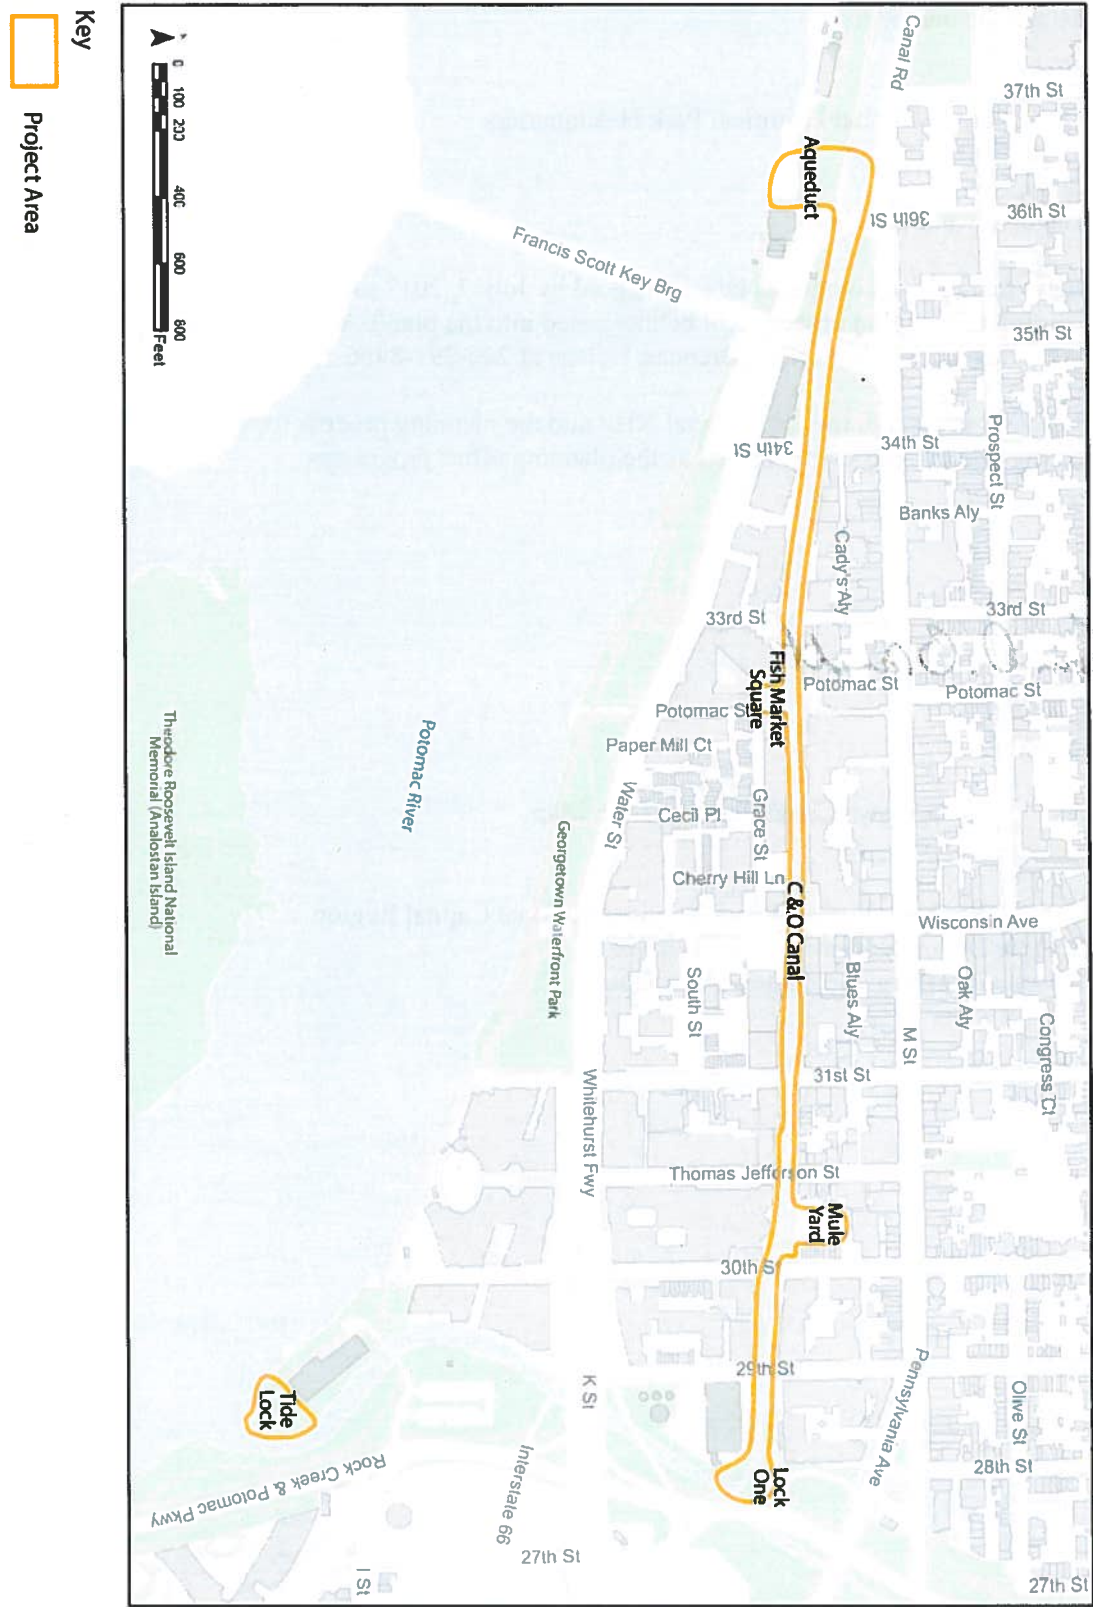 Key
Project Area
0 100 200 400 600 800
Feet
Canal Rd
37th St
Aqueduct
36th St
36th St
Francis Scott Key Brg
35th St
34th St
34th St
Prospect St
Banks Aly
Cady's Aly
33rd St
33rd St
Fish Market
Square
Potomac St
Potomac St
Potomac St
Paper Mill Ct
Water St
Cecil Pl
Grace St
Cherry Hill Ln
C&O Canal
Wisconsin Ave
Potomac River
Georgetown Waterfront Park
Theodore Roosevelt Island National
Memorial (Analostan Island)
South St
Blues Aly
Oak Aly
Congress Ct
M St
31st St
Whitehurst Fwy
Thomas Jefferson St
Mule
Yard
30th St
29th St
K St
Pennsylvania Ave
Olive St
28th St
Tide
Lock
Lock
One
Rock Creek & Potomac Pkwy
Interstate 66
27th St
27th St
I St